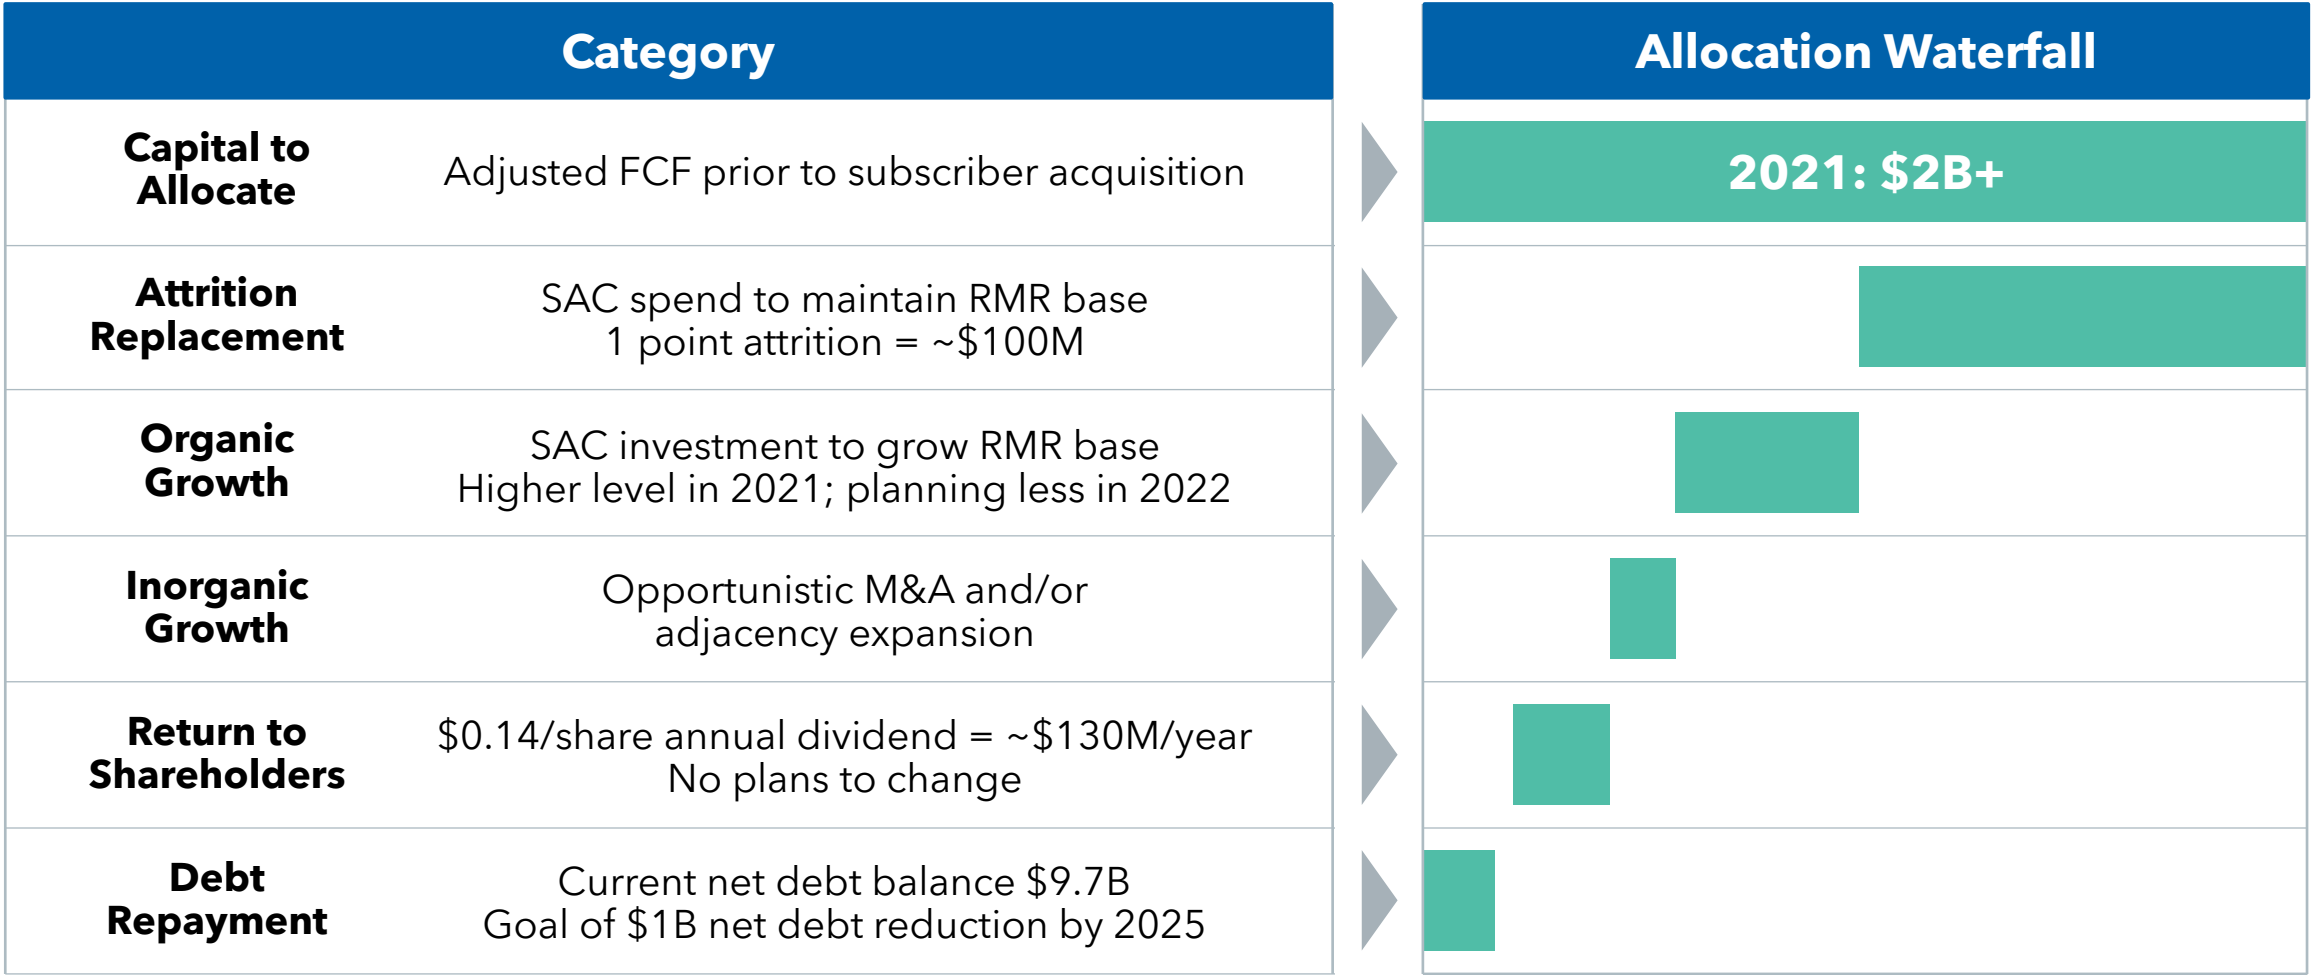 Category
Allocation Waterfall
Capital to
Allocate
Adjusted FCF prior to subscriber acquisition
2021: $2B+
Attrition
Replacement
SAC spend to maintain RMR base
1 point attrition = ~$100M
Organic
Growth
SAC investment to grow RMR base
Higher level in 2021; planning less in 2022
Inorganic
Growth
Opportunistic M&A and/or
adjacency expansion
Return to
Shareholders
$0.14/share annual dividend = ~$130M/year
No plans to change
Debt
Repayment
Current net debt balance $9.7B
Goal of $1B net debt reduction by 2025